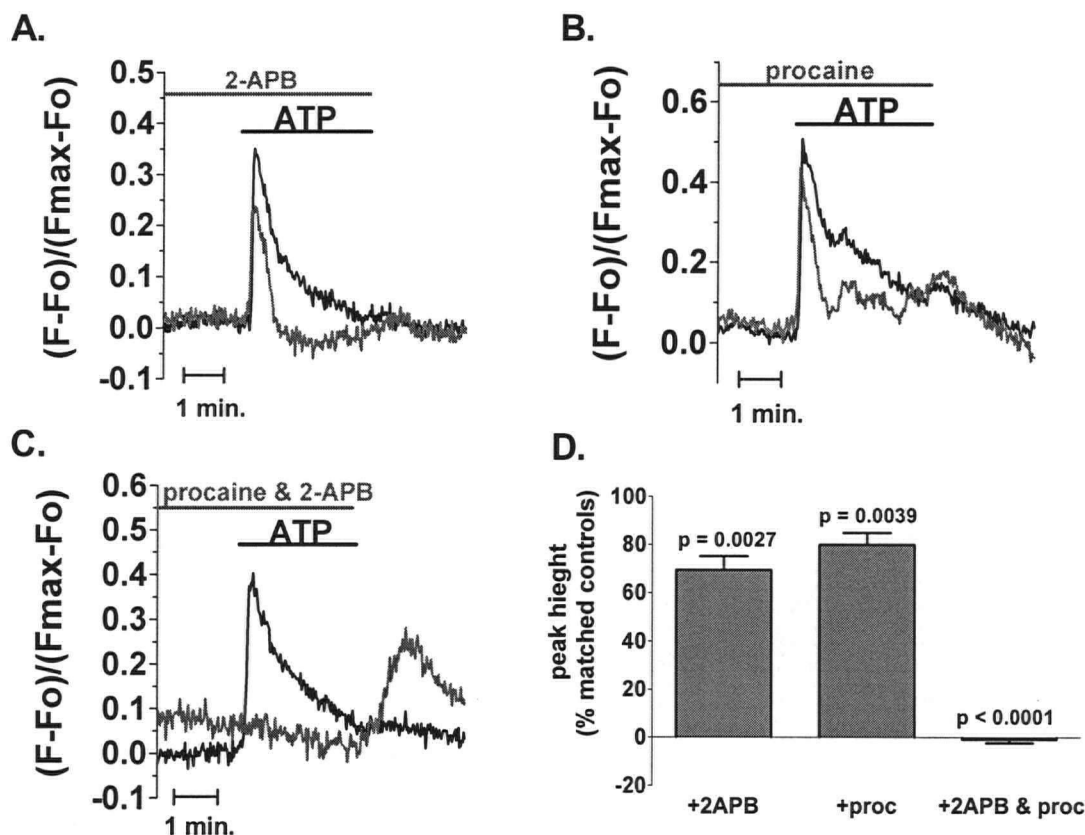 A.
(F-Fo)/(Fmax-Fo)
0.5
0.4
0.3
0.2
0.1
0.0
-0.1
2-APB
ATP
1 min.
B.
(F-Fo)/(Fmax-Fo)
0.6
0.4
0.2
0.0
procaine
ATP
1 min.
C.
(F-Fo)/(Fmax-Fo)
0.6
0.5
0.4
0.3
0.2
0.1
0.0
-0.1
procaine & 2-APB
ATP
1 min.
D.
peak hieght
(% matched controls)
100
80
60
40
20
0
-20
p = 0.0027
p = 0.0039
p < 0.0001
+2APB
+proc
+2APB & proc